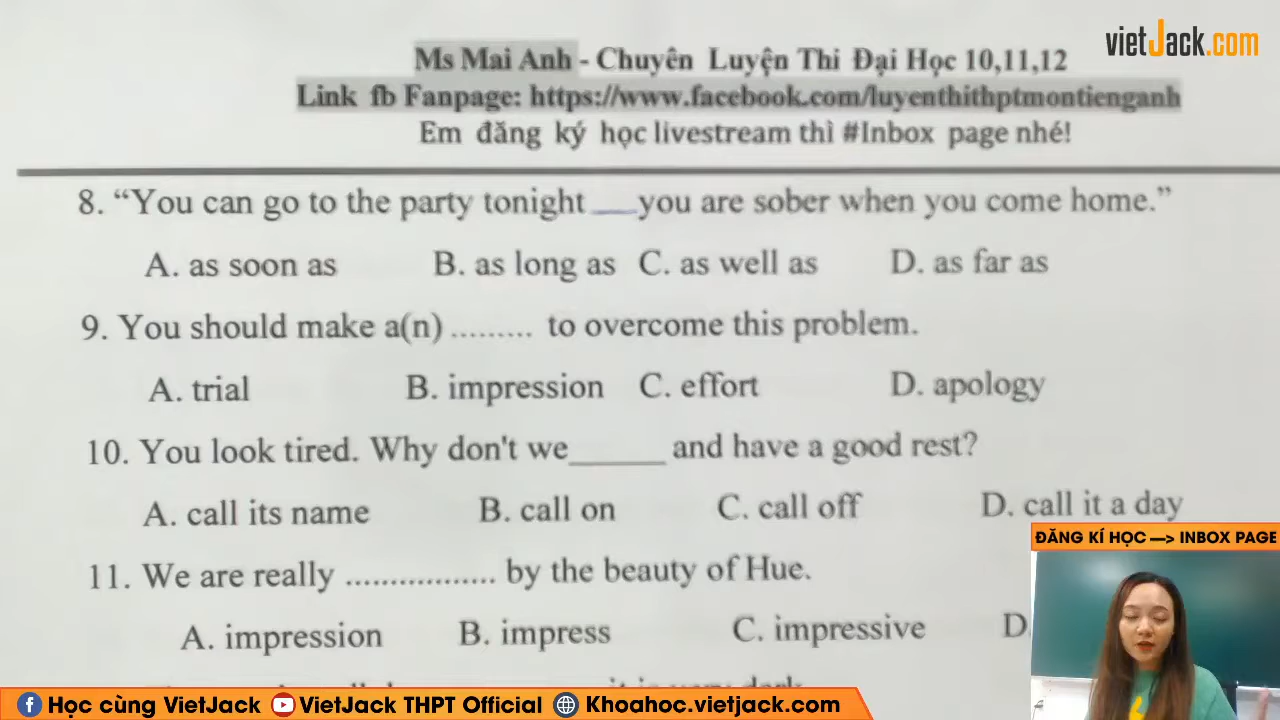 vietJack.com
Ms Mai Anh - Chuyên Luyện Thi Đại Học 10,11,12
Link fb Fanpage: https://www.facebook.com/luyenthithptmontienganh
Em đăng ký học livestream thì #Inbox page nhé!
8. “You can go to the party tonight ___ you are sober when you come home.”
A. as soon as B. as long as C. as well as D. as far as
9. You should make a(n) ......... to overcome this problem.
A. trial B. impression C. effort D. apology
10. You look tired. Why don't we______ and have a good rest?
A. call its name B. call on C. call off D. call it a day
ĐĂNG KÍ HỌC —> INBOX PAGE
11. We are really ................. by the beauty of Hue.
A. impression B. impress C. impressive D
Học cùng VietJack VietJack THPT Official Khoahoc.vietjack.com